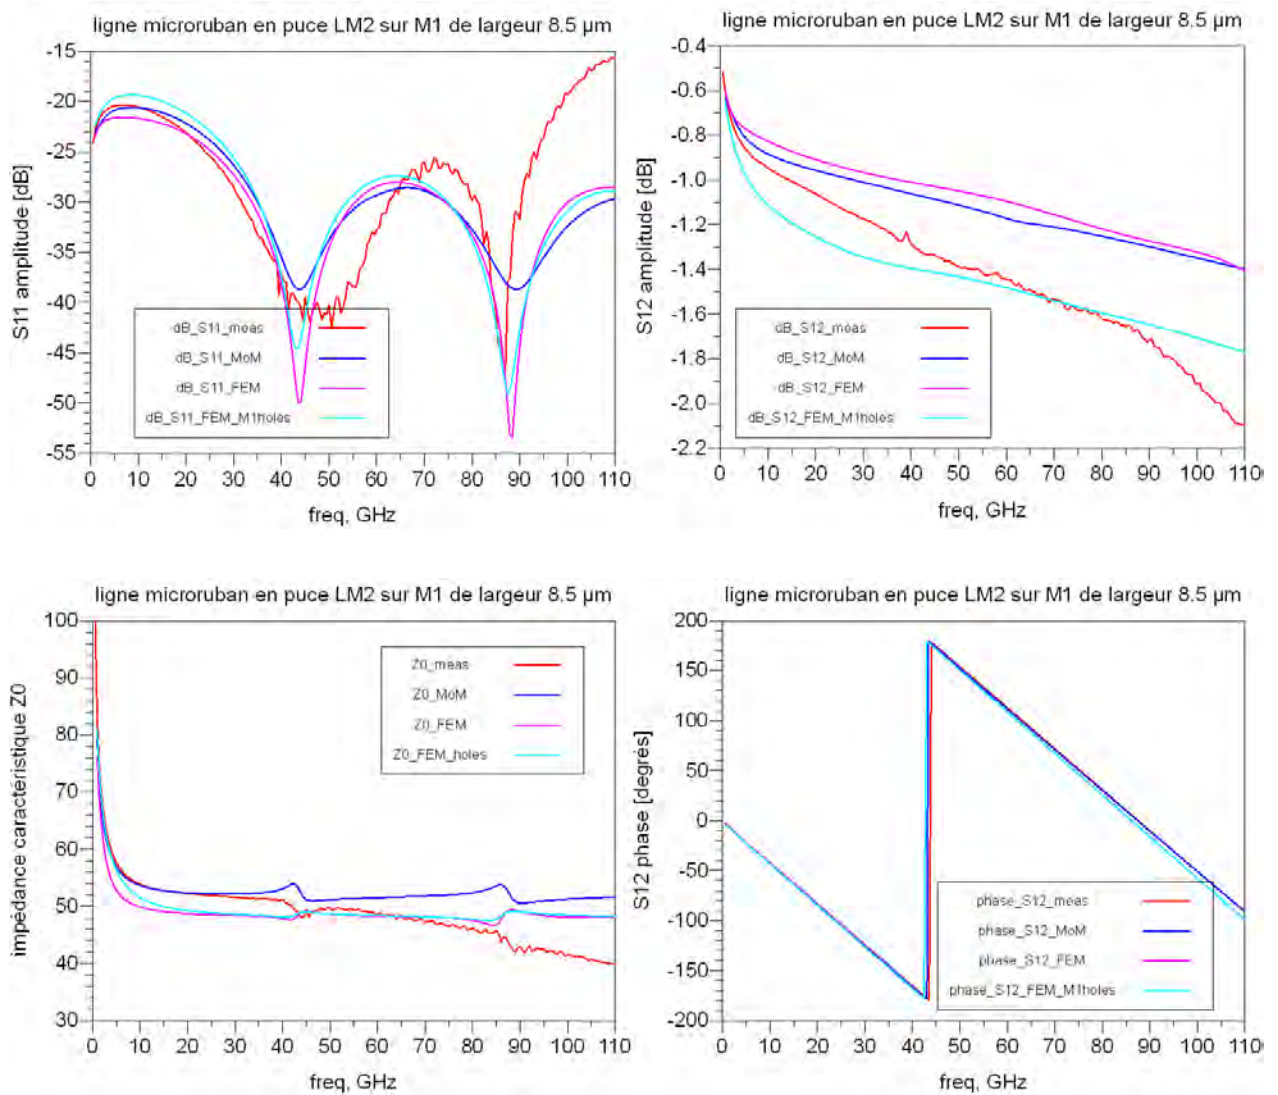 ligne microruban en puce LM2 sur M1 de largeur 8.5 µm
-15
-20
-25
-30
-35
-40
-45
-50
-55
S11 amplitude [dB]
dB_S11_meas
dB_S11_MoM
dB_S11_FEM
dB_S11_FEM_M1holes
0 10 20 30 40 50 60 70 80 90 100 110
freq, GHz
ligne microruban en puce LM2 sur M1 de largeur 8.5 µm
-0.4
-0.6
-0.8
-1.0
-1.2
-1.4
-1.6
-1.8
-2.0
-2.2
S12 amplitude [dB]
dB_S12_meas
dB_S12_MoM
dB_S12_FEM
dB_S12_FEM_M1holes
0 10 20 30 40 50 60 70 80 90 100 110
freq, GHz
ligne microruban en puce LM2 sur M1 de largeur 8.5 µm
100
90
80
70
60
50
40
30
impédance caractéristique Z0
Z0_meas
Z0_MoM
Z0_FEM
Z0_FEM_holes
0 10 20 30 40 50 60 70 80 90 100 110
freq, GHz
ligne microruban en puce LM2 sur M1 de largeur 8.5 µm
200
150
100
50
0
-50
-100
-150
-200
S12 phase [degrés]
phase_S12_meas
phase_S12_MoM
phase_S12_FEM
phase_S12_FEM_M1holes
0 10 20 30 40 50 60 70 80 90 100 110
freq, GHz